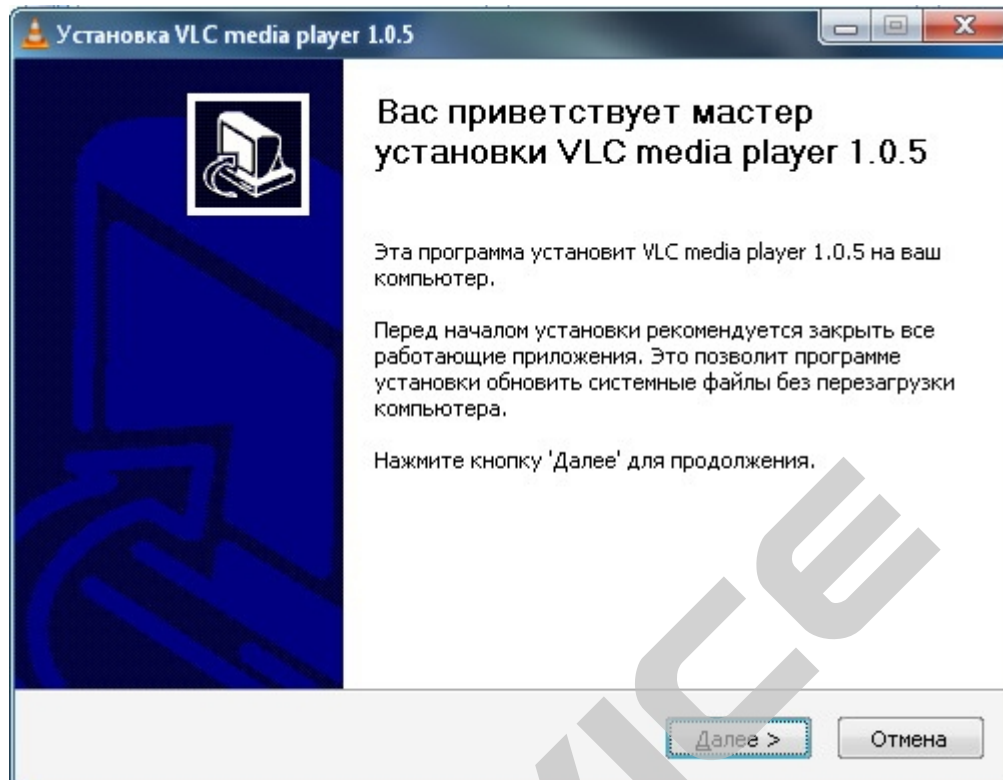 Установка VLC media player 1.0.5
Вас приветствует мастер
установки VLC media player 1.0.5
Эта программа установит VLC media player 1.0.5 на ваш
компьютер.
Перед началом установки рекомендуется закрыть все
работающие приложения. Это позволит программе
установки обновить системные файлы без перезагрузки
компьютера.
Нажмите кнопку 'Далее' для продолжения.
Далее >
Отмена